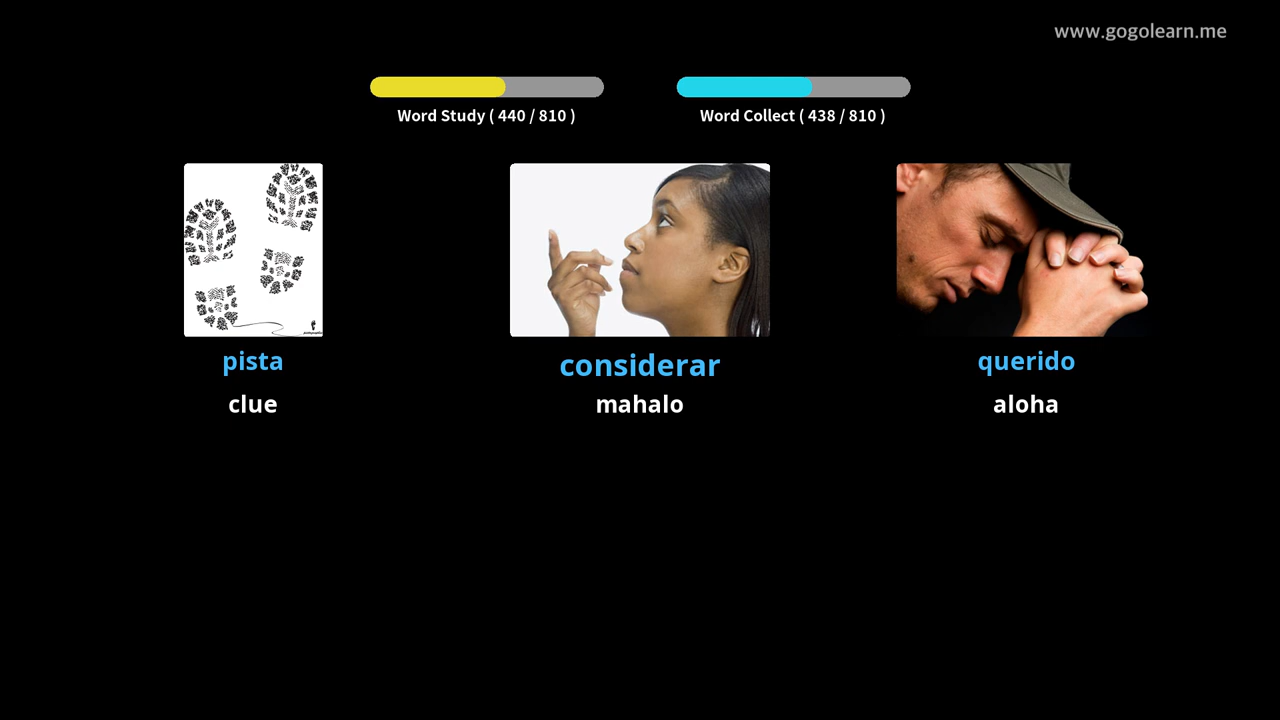 www.gogolearn.me
Word Study ( 440 / 810 )
Word Collect ( 438 / 810 )
pista
considerar
querido
clue
mahalo
aloha